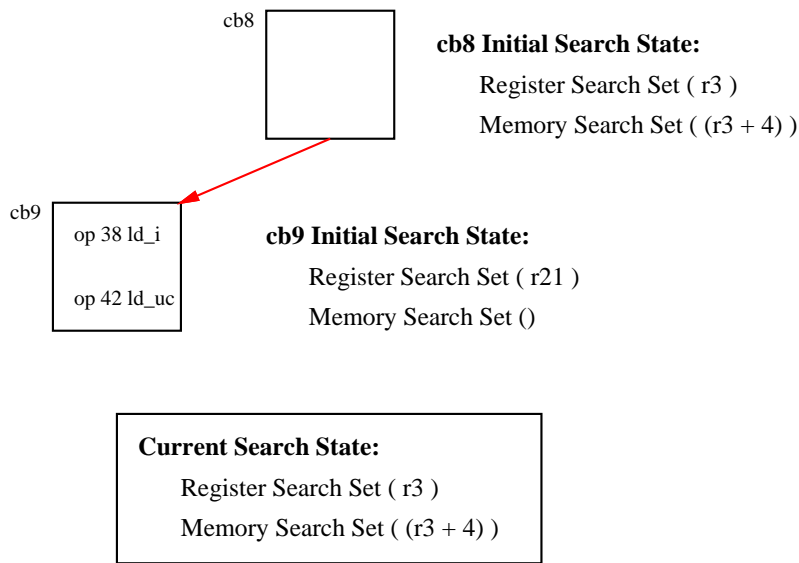 cb8
cb8 Initial Search State:
Register Search Set ( r3 )
Memory Search Set ( (r3 + 4) )
cb9
op 38 ld_i
op 42 ld_uc
cb9 Initial Search State:
Register Search Set ( r21 )
Memory Search Set ()
Current Search State:
Register Search Set ( r3 )
Memory Search Set ( (r3 + 4) )